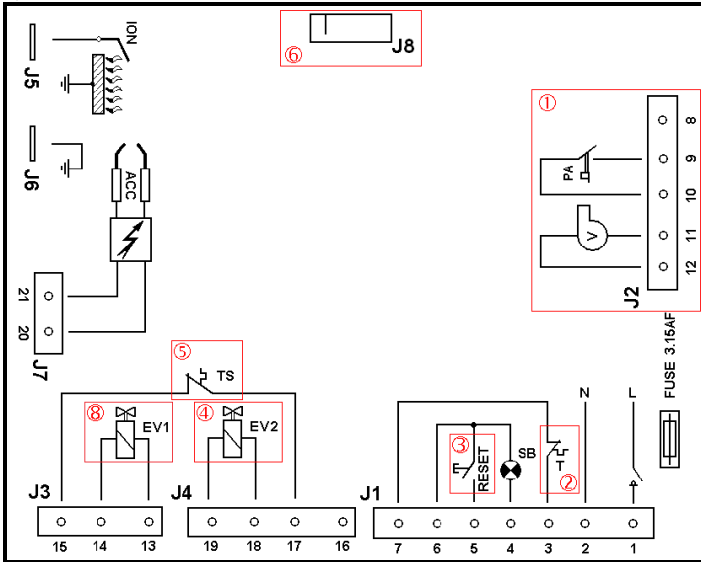 ION
J5
⑥
J8
①
8
9
PA
10
11
V
12
J2
J6
ACC
21
20
J7
FUSE 3.15AF
⑤
TS
⑧
EV1
④
EV2
N
L
③
RESET
SB
T
②
J3
J4
J1
15
14
13
19
18
17
16
7
6
5
4
3
2
1